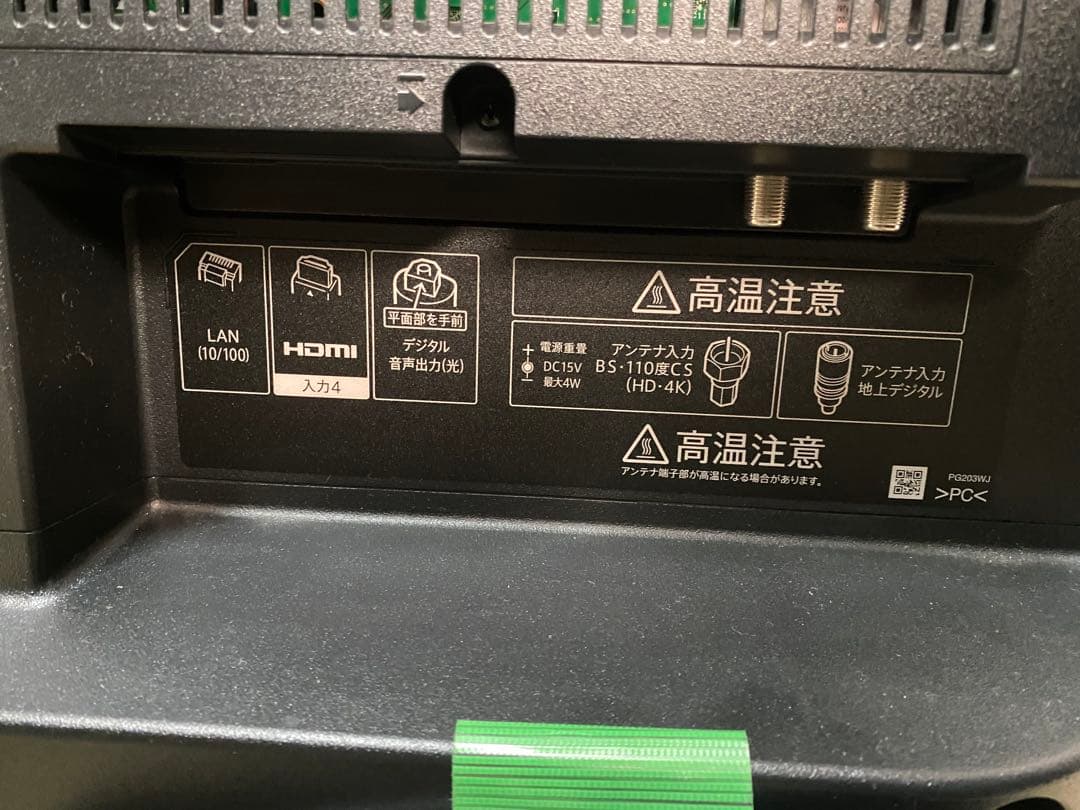 LAN
(10/100)
HDMI
入力4
平面部を手前
デジタル
音声出力(光)
高温注意
電源重畳
DC15V
最大4W
アンテナ入力
BS・110度CS
(HD・4K)
アンテナ入力
地上デジタル
高温注意
アンテナ端子部が高温になる場合があります。
PG203WJ
>PC<